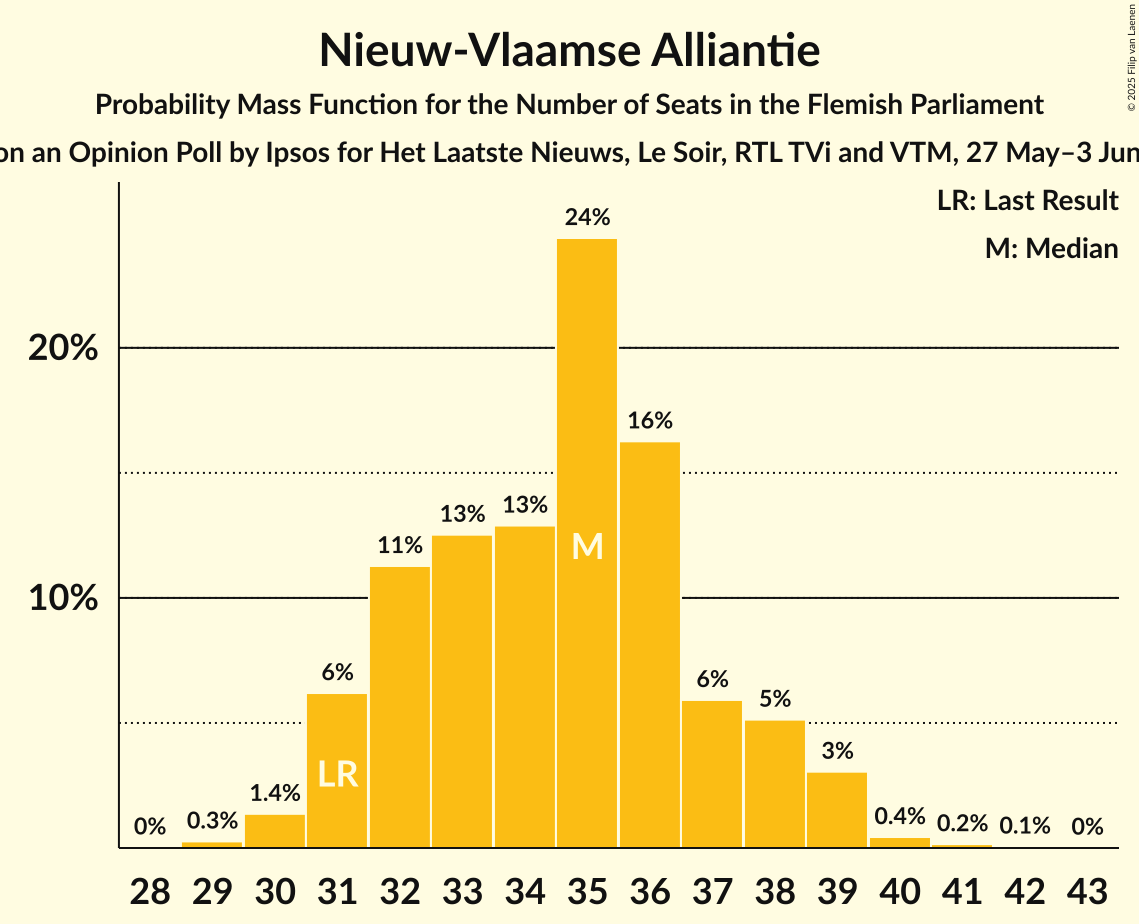 Nieuw-Vlaamse Alliantie
Probability Mass Function for the Number of Seats in the Flemish Parliament
on an Opinion Poll by Ipsos for Het Laatste Nieuws, Le Soir, RTL TVi and VTM, 27 May–3 Jun
© 2025 Filip van Laenen
LR: Last Result
M: Median
24%
20%
16%
13%
13%
M
11%
10%
6%
6%
5%
LR
3%
1.4%
0%
0.3%
0.4%
0.2%
0.1%
0%
28 29 30 31 32 33 34 35 36 37 38 39 40 41 42 43